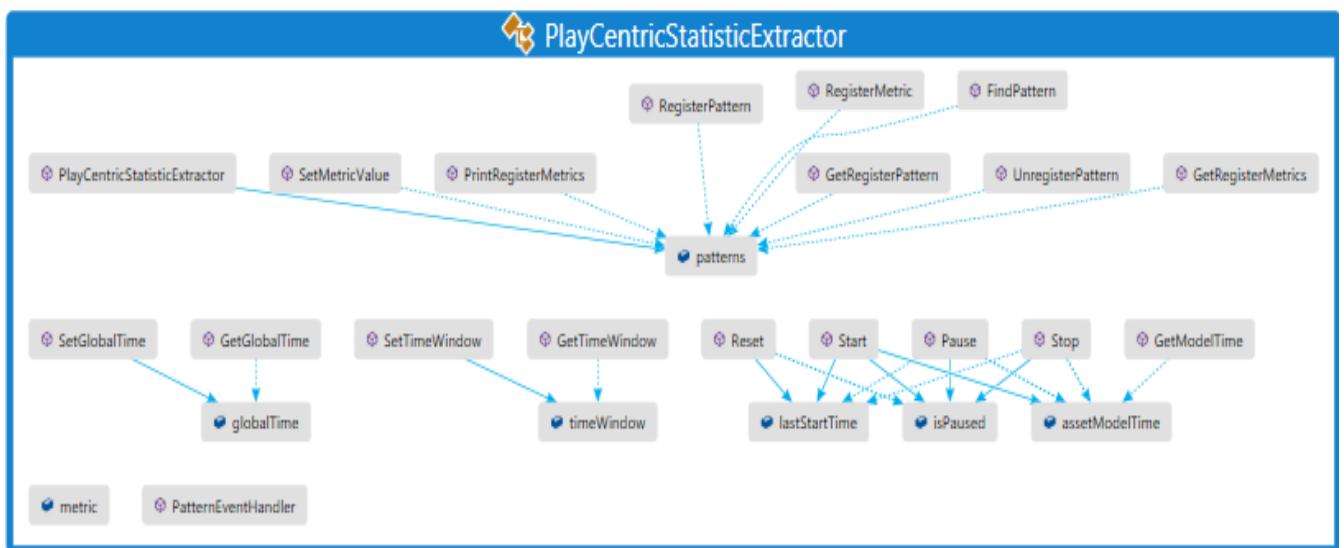 PlayCentricStatisticExtractor
RegisterPattern
RegisterMetric
FindPattern
PlayCentricStatisticExtractor
SetMetricValue
PrintRegisterMetrics
GetRegisterPattern
UnregisterPattern
GetRegisterMetrics
patterns
SetGlobalTime
GetGlobalTime
SetTimeWindow
GetTimeWindow
Reset
Start
Pause
Stop
GetModelTime
globalTime
timeWindow
lastStartTime
isPaused
assetModelTime
metric
PatternEventHandler